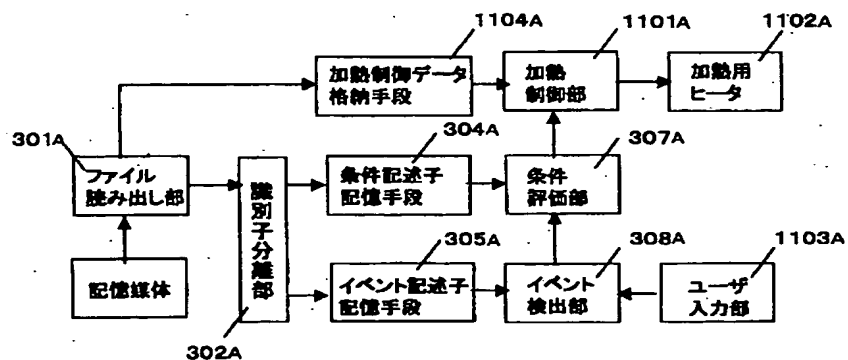 1104A
1101A
1102A
加熱制御データ
格納手段
加熱
制御部
加熱用
ヒータ
301A
304A
307A
ファイル
読み出し部
条件記述子
記憶手段
条件
評価部
識別子分離部
305A
308A
1103A
記憶媒体
イベント記述子
記憶手段
イベント
検出部
ユーザ
入力部
302A